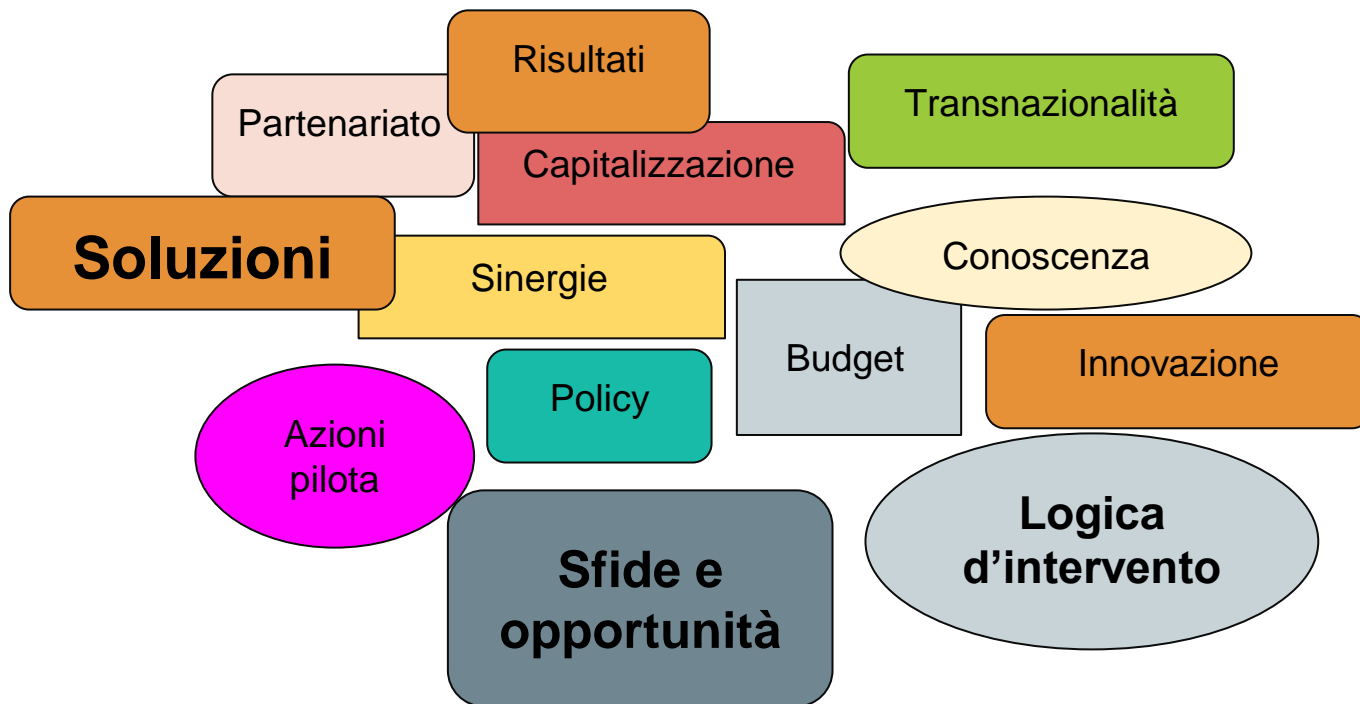 Risultati
Partenariato
Transnazionalità
Capitalizzazione
Soluzioni
Sinergie
Conoscenza
Budget
Innovazione
Policy
Azioni
pilota
Logica
d’intervento
Sfide e
opportunità